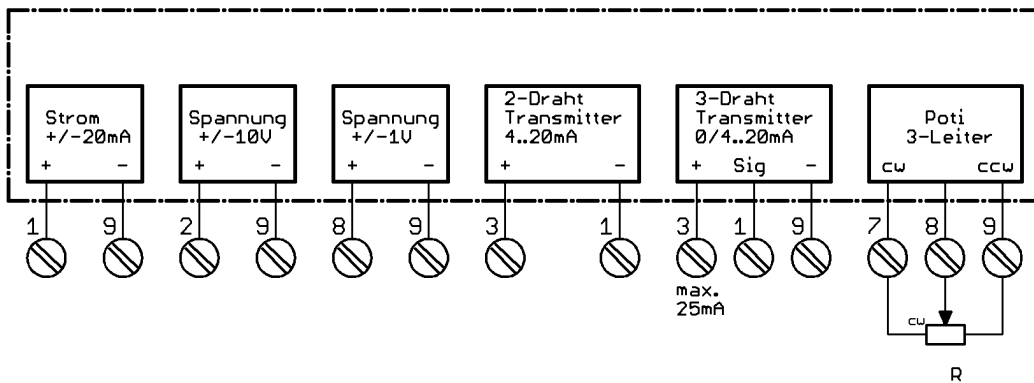 Strom
+/-20mA
+ -
Spannung
+/-10V
+ -
Spannung
+/-1V
+ -
2-Draht
Transmitter
4..20mA
+ -
3-Draht
Transmitter
0/4..20mA
+ Sig -
Poti
3-Leiter
cw ccw
1 9 2 9 8 9 3 1 3 1 9 7 8 9
max.
25mA
cw
R